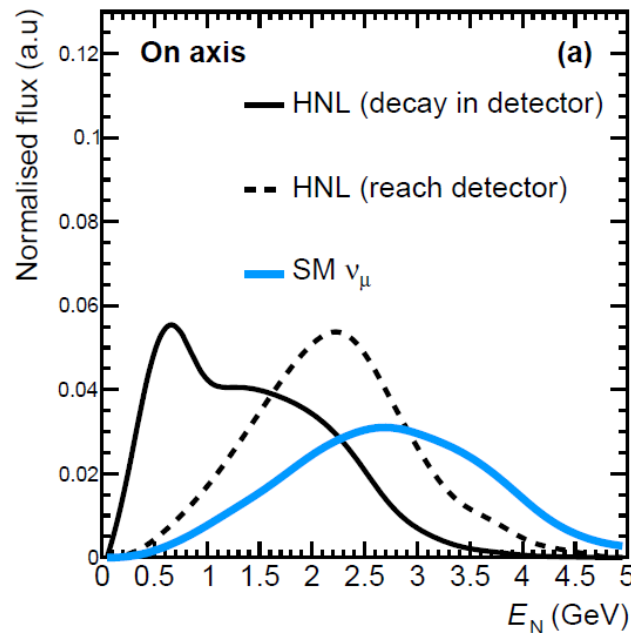 On axis (a)
HNL (decay in detector)
HNL (reach detector)
SM νμ
Normalised flux (a.u)
0.12
0.1
0.08
0.06
0.04
0.02
0
0 0.5 1 1.5 2 2.5 3 3.5 4 4.5 5
E_N (GeV)